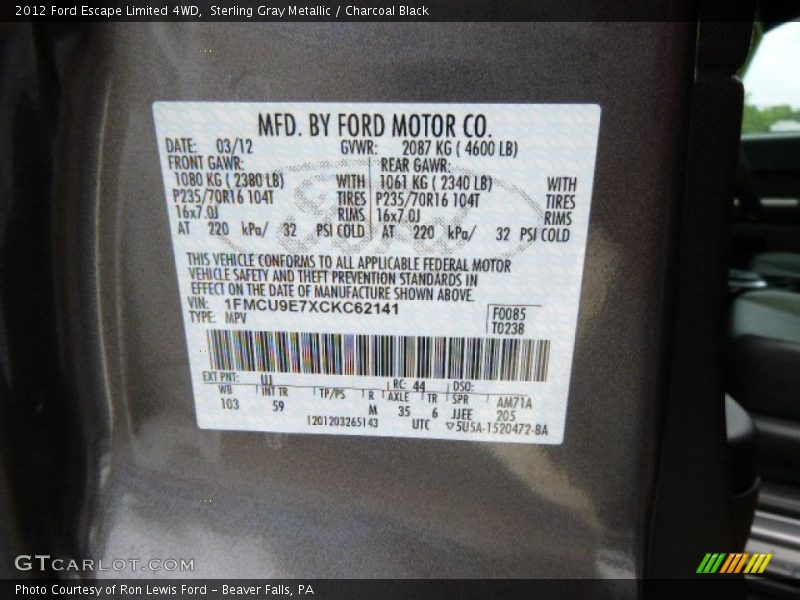 2012 Ford Escape Limited 4WD, Sterling Gray Metallic / Charcoal Black
MFD. BY FORD MOTOR CO.
DATE: 03/12 GVWR: 2087 KG ( 4600 LB)
FRONT GAWR: REAR GAWR:
1080 KG ( 2380 LB) WITH 1061 KG ( 2340 LB) WITH
P235/70R16 104T TIRES P235/70R16 104T TIRES
16x7.0J RIMS 16x7.0J RIMS
AT 220 kPa/ 32 PSI COLD AT 220 kPa/ 32 PSI COLD
THIS VEHICLE CONFORMS TO ALL APPLICABLE FEDERAL MOTOR
VEHICLE SAFETY AND THEFT PREVENTION STANDARDS IN
EFFECT ON THE DATE OF MANUFACTURE SHOWN ABOVE.
VIN: 1FMCU9E7XCKC62141 F0085
TYPE: MPV T0238
EXT PNT: UJ RC: 44 DSO:
WB INT TR TP/PS R AXLE TR SPR AM71A
103 59 M 35 6 JJEE 205
1201203265143 UTC ▽5U5A-1520472-BA
Ford
GTCARLOT.COM
Photo Courtesy of Ron Lewis Ford – Beaver Falls, PA